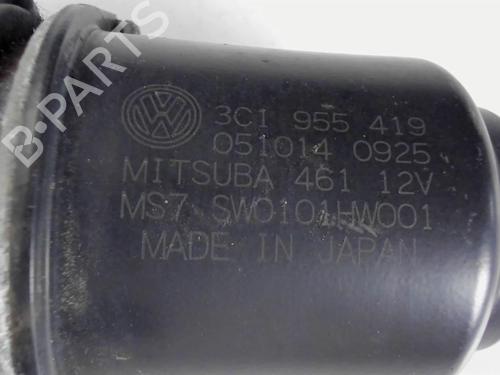 3C1 955 419
051014 0925
MITSUBA 461 12V
MS7 SW0101HW001
MADE IN JAPAN
B-PARTS